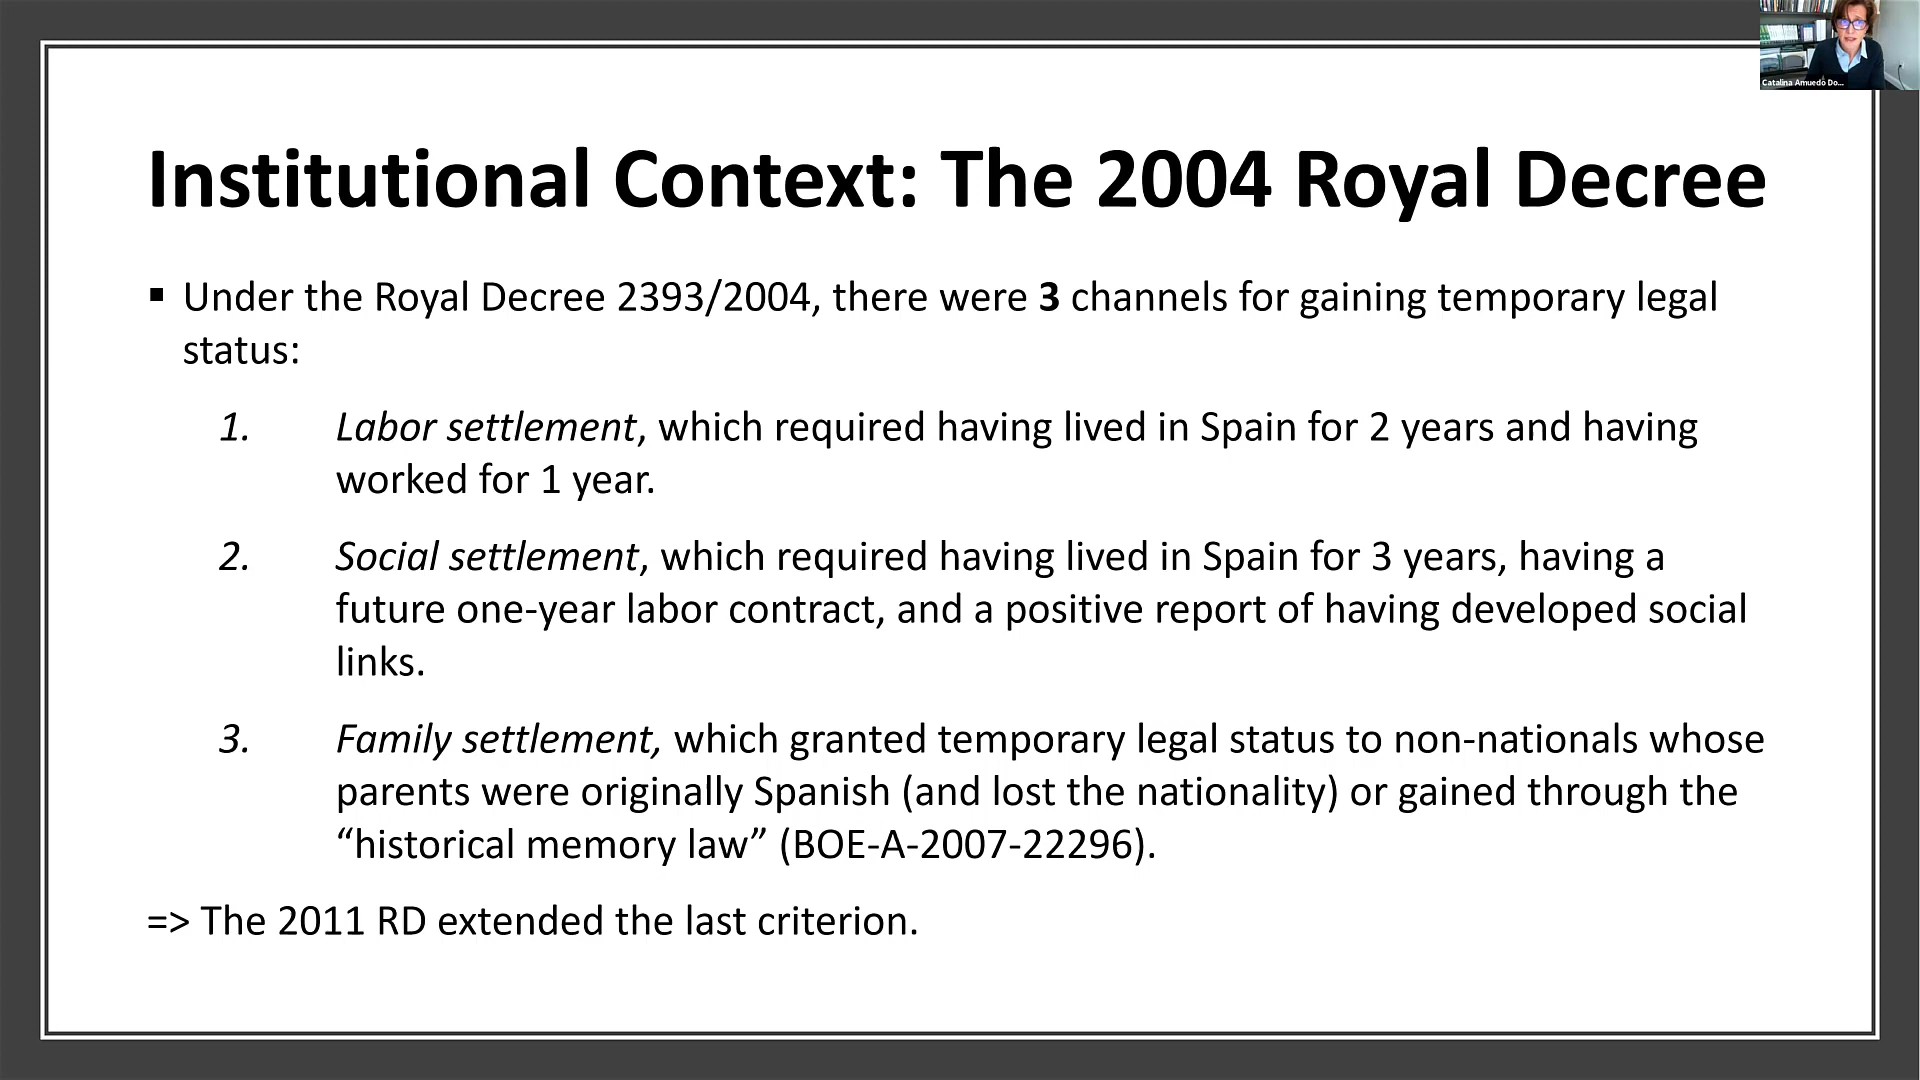 Catalina Amuedo Do...
Institutional Context: The 2004 Royal Decree
▪ Under the Royal Decree 2393/2004, there were 3 channels for gaining temporary legal
status:
1. Labor settlement, which required having lived in Spain for 2 years and having
worked for 1 year.
2. Social settlement, which required having lived in Spain for 3 years, having a
future one-year labor contract, and a positive report of having developed social
links.
3. Family settlement, which granted temporary legal status to non-nationals whose
parents were originally Spanish (and lost the nationality) or gained through the
“historical memory law” (BOE-A-2007-22296).
=> The 2011 RD extended the last criterion.